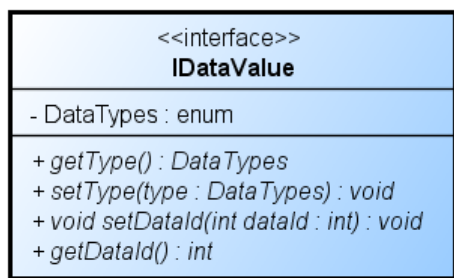 <<interface>>
IDataValue
- DataTypes : enum
+ getType() : DataTypes
+ setType(type : DataTypes) : void
+ void setDataId(int dataId : int) : void
+ getDataId() : int